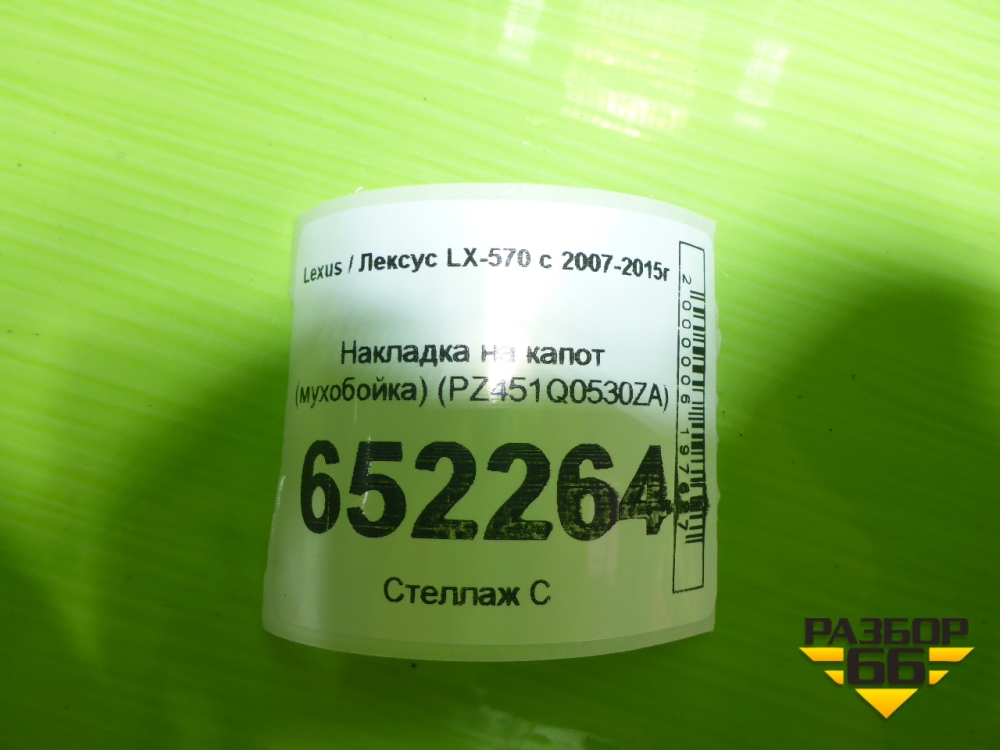 Lexus / Лексус LX-570 с 2007-2015г
Накладка на капот
(мухобойка) (PZ451Q0530ZA)
652264
Стеллаж С
РАЗБОР
66